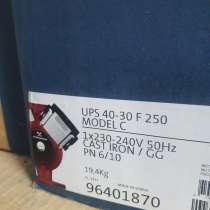 UPS 40-30 F 250
MODEL C
1x230-240V 50Hz
CAST IRON / GG
PN 6/10
19,4Kg
96401870